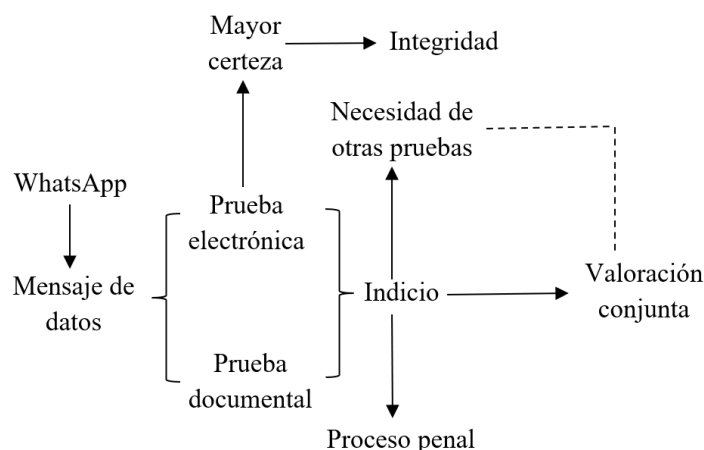 Mayor
certeza
Integridad
Necesidad de
otras pruebas
WhatsApp
Prueba
electrónica
Mensaje de
datos
Indicio
Valoración
conjunta
Prueba
documental
Proceso penal